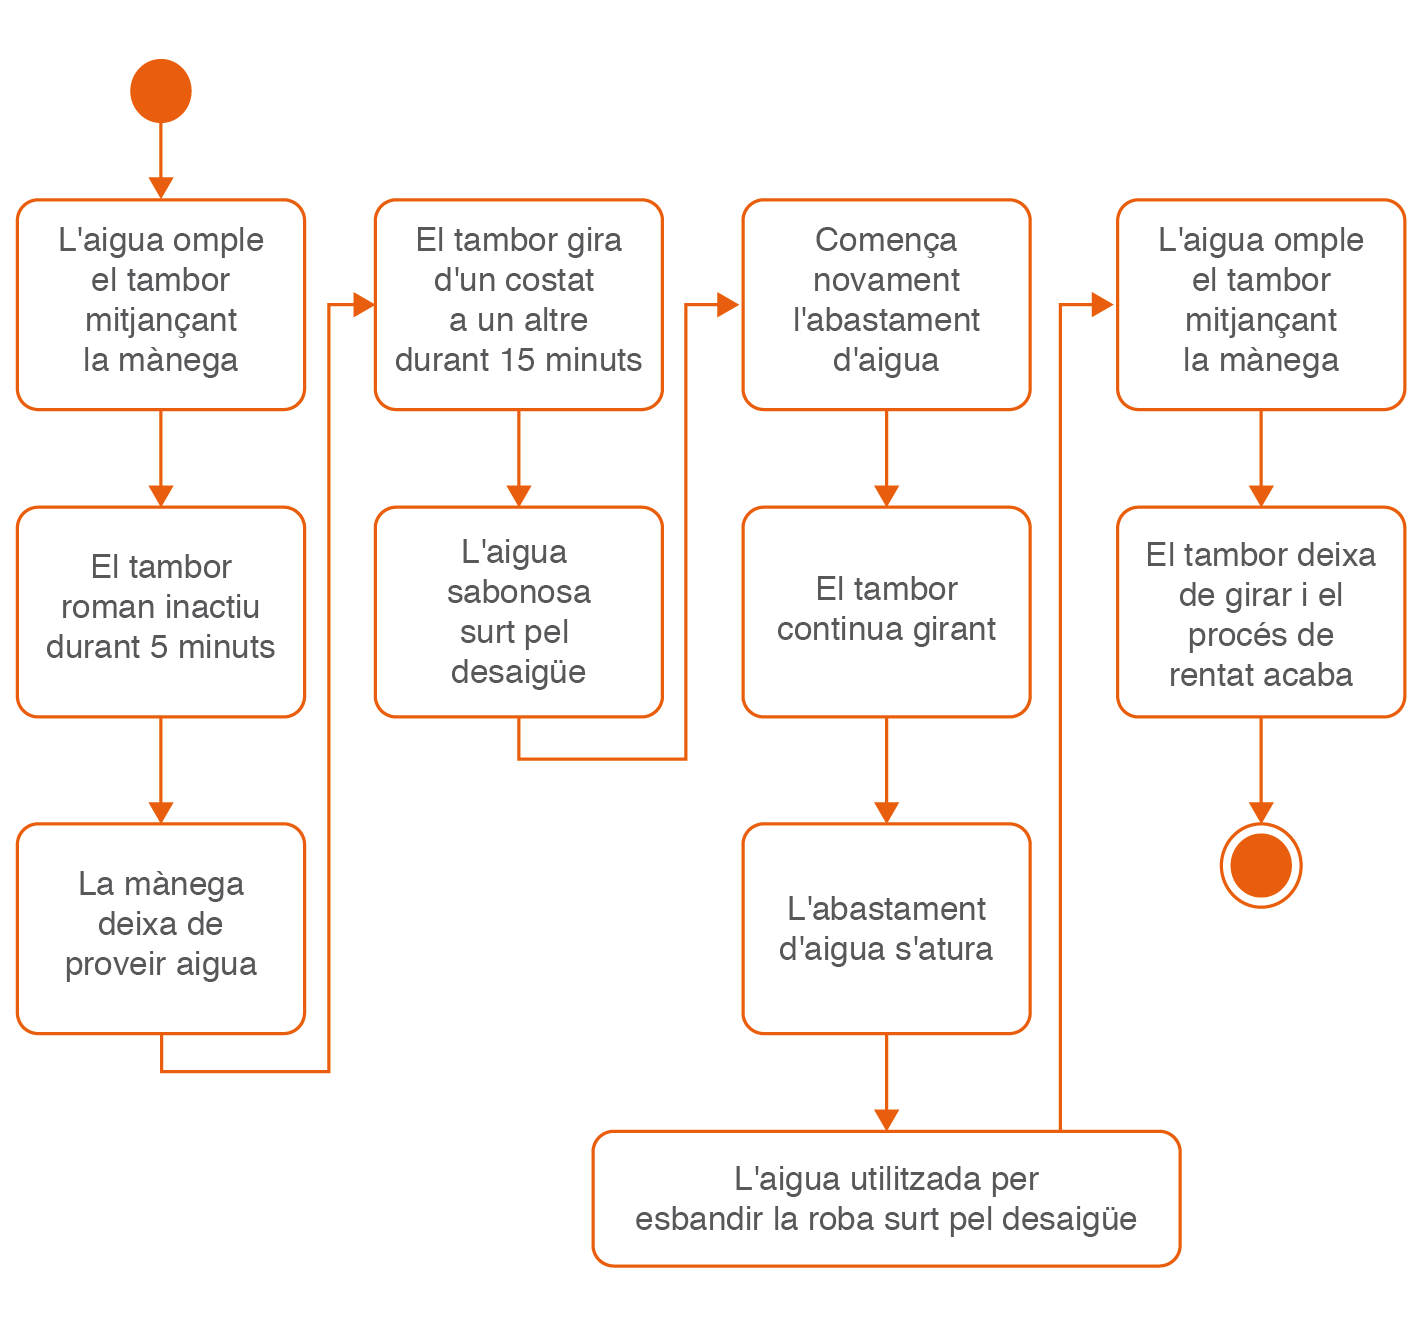 L'aigua omple
el tambor
mitjançant
la mànega
El tambor
roman inactiu
durant 5 minuts
La mànega
deixa de
proveir aigua
El tambor gira
d'un costat
a un altre
durant 15 minuts
L'aigua
sabonosa
surt pel
desaigüe
Comença
novament
l'abastament
d'aigua
El tambor
continua girant
L'abastament
d'aigua s'atura
L'aigua utilitzada per
esbandir la roba surt pel desaigüe
L'aigua omple
el tambor
mitjançant
la mànega
El tambor deixa
de girar i el
procés de
rentat acaba